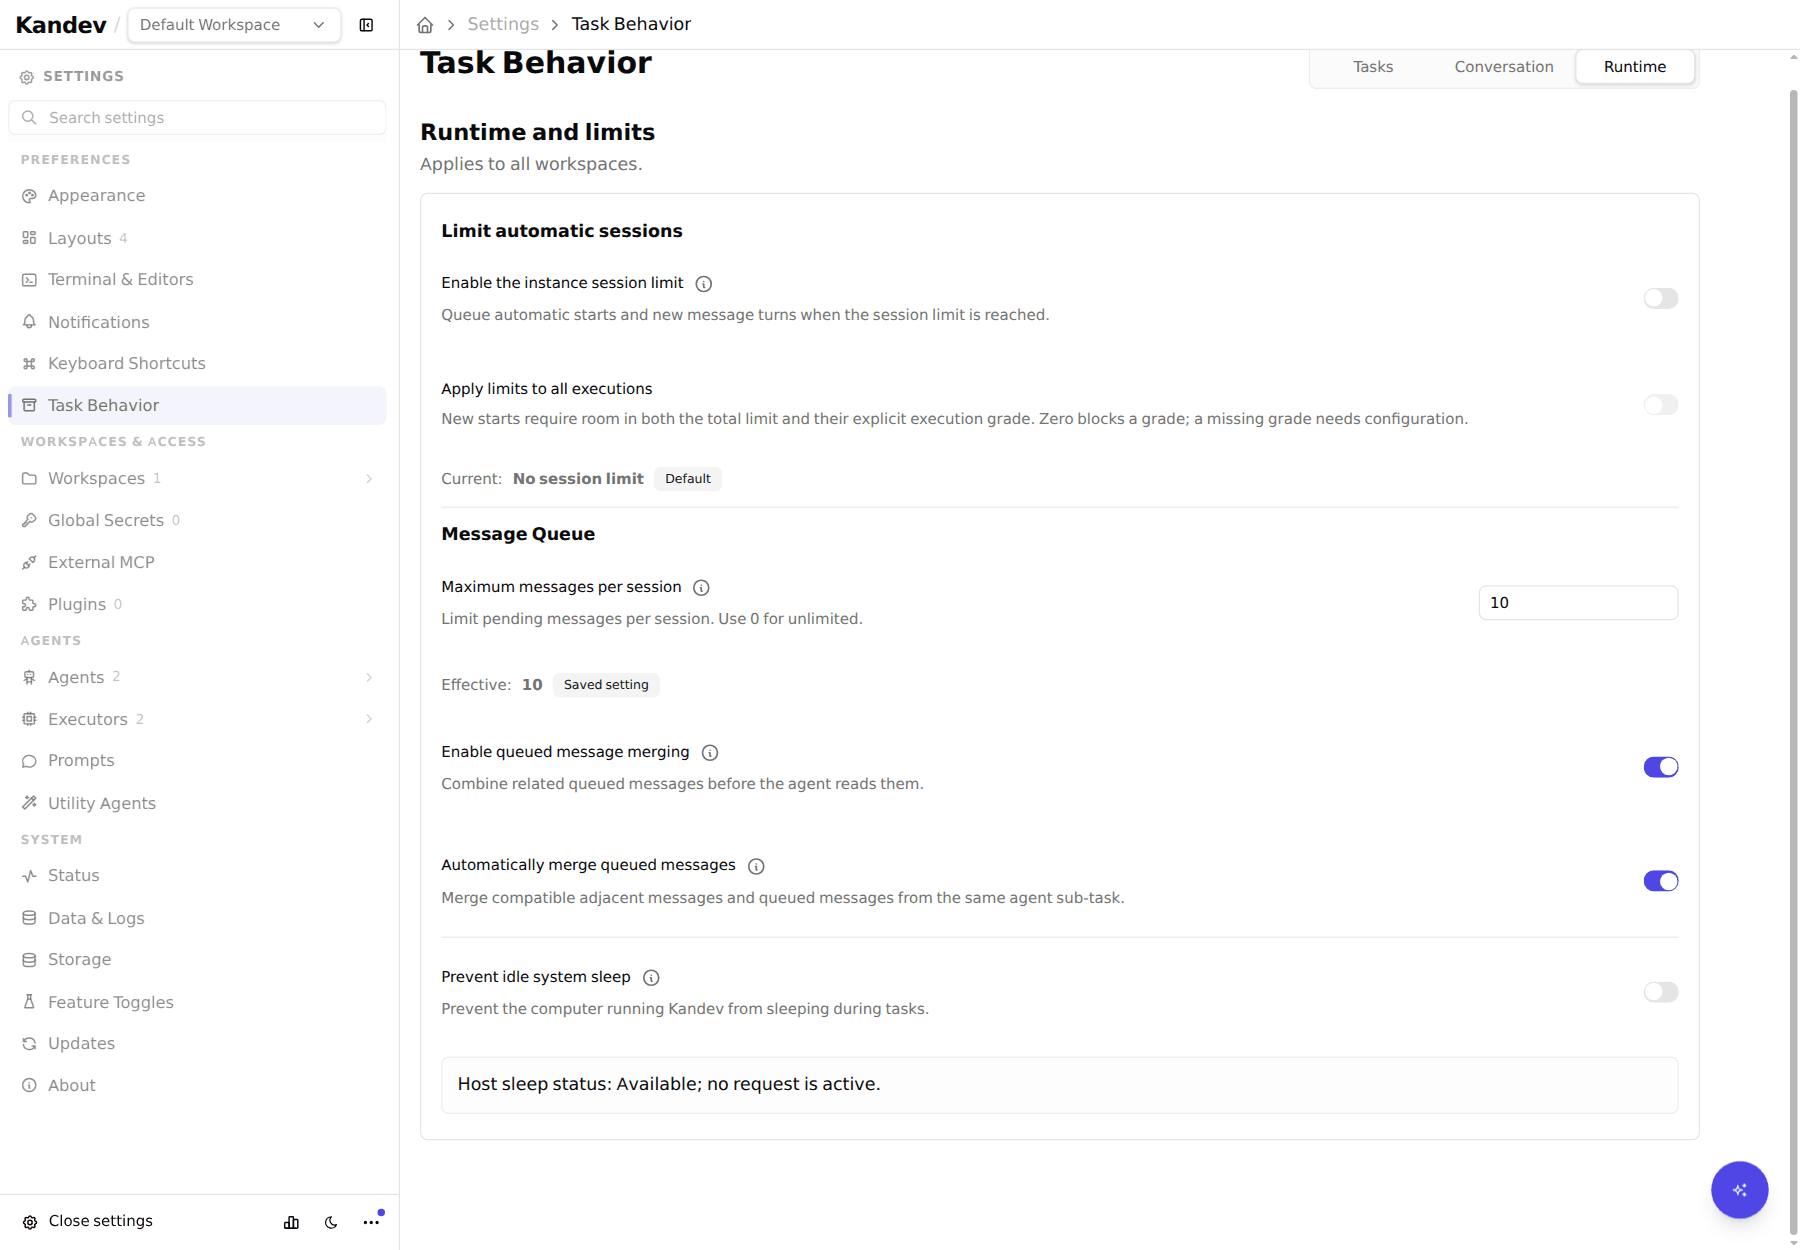 Kandev / Default Workspace
Settings > Task Behavior
SETTINGS
Search settings
PREFERENCES
Appearance
Layouts 4
Terminal & Editors
Notifications
Keyboard Shortcuts
Task Behavior
WORKSPACES & ACCESS
Workspaces 1
Global Secrets 0
External MCP
Plugins 0
AGENTS
Agents 2
Executors 2
Prompts
Utility Agents
SYSTEM
Status
Data & Logs
Storage
Feature Toggles
Updates
About
Close settings
Task Behavior
Tasks
Conversation
Runtime
Runtime and limits
Applies to all workspaces.
Limit automatic sessions
Enable the instance session limit
Queue automatic starts and new message turns when the session limit is reached.
Apply limits to all executions
New starts require room in both the total limit and their explicit execution grade. Zero blocks a grade; a missing grade needs configuration.
Current: No session limit Default
Message Queue
Maximum messages per session
Limit pending messages per session. Use 0 for unlimited.
10
Effective: 10 Saved setting
Enable queued message merging
Combine related queued messages before the agent reads them.
Automatically merge queued messages
Merge compatible adjacent messages and queued messages from the same agent sub-task.
Prevent idle system sleep
Prevent the computer running Kandev from sleeping during tasks.
Host sleep status: Available; no request is active.